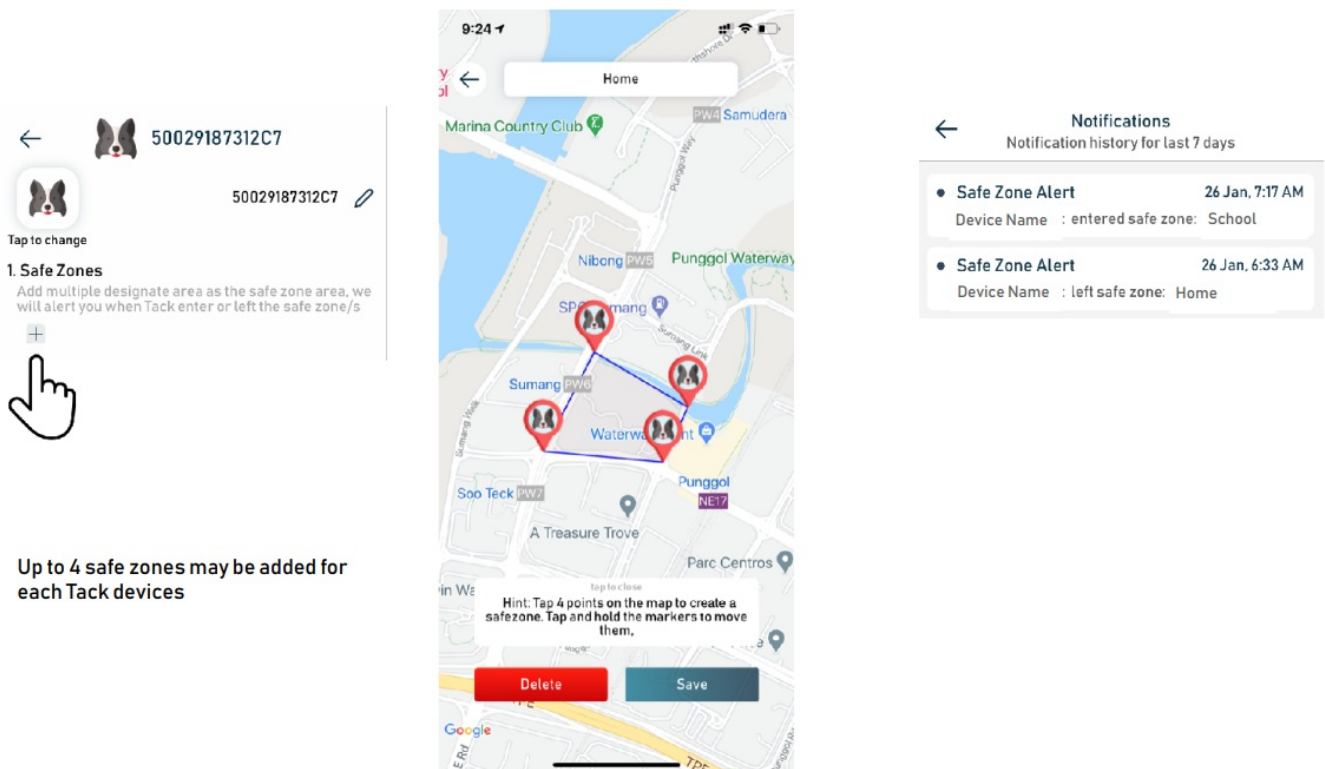 50029187312C7
50029187312C7
Tap to change
1. Safe Zones
Add multiple designate area as the safe zone area, we
will alert you when Tack enter or left the safe zone/s
Up to 4 safe zones may be added for
each Tack devices
9:24
Home
Marina Country Club
PW4 Samudera
Punggol Way
Nibong PW5
Punggol Waterway
Sumang Link
Sumang PW6
Sumang Walk
Soo Teck PW7
Punggol
NE17
A Treasure Trove
Parc Centros
tap to close
Hint: Tap 4 points on the map to create a
safezone. Tap and hold the markers to move
them,
Delete
Save
TPE
Google
TPE
Notifications
Notification history for last 7 days
Safe Zone Alert 26 Jan, 7:17 AM
Device Name : entered safe zone: School
Safe Zone Alert 26 Jan, 6:33 AM
Device Name : left safe zone: Home